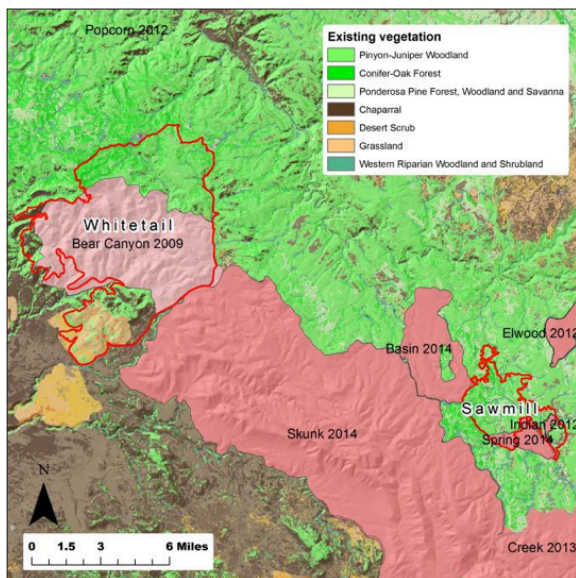 Popcorn 2012
Existing vegetation
Pinyon-Juniper Woodland
Conifer-Oak Forest
Ponderosa Pine Forest, Woodland and Savanna
Chaparral
Desert Scrub
Grassland
Western Riparian Woodland and Shrubland
Whitetail
Bear Canyon 2009
Elwood 2012
Basin 2014
Sawmill
Indian 2012
Skunk 2014
Spring 2014
N
Creek 2013
0 1.5 3 6 Miles